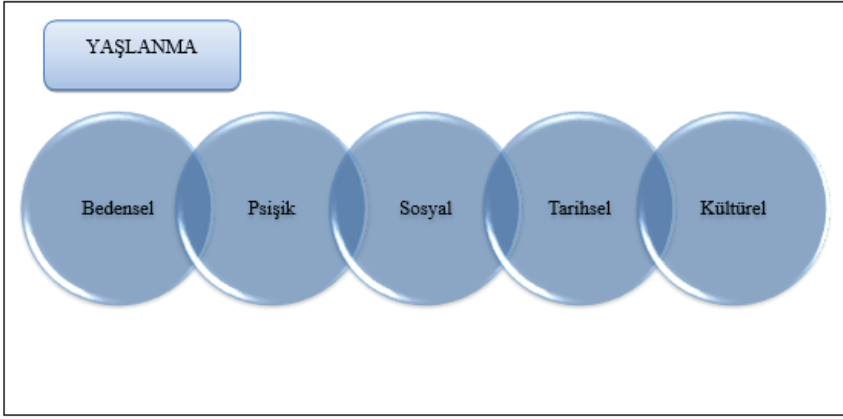 YAŞLANMA
Bedensel
Psişik
Sosyal
Tarihsel
Kültürel